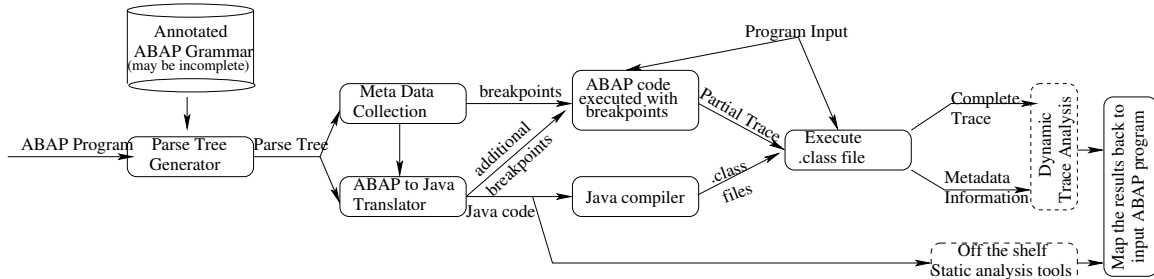 Annotated
ABAP Grammar
(may be incomplete)
ABAP Program
Parse Tree
Generator
Parse Tree
Meta Data
Collection
breakpoints
ABAP to Java
Translator
additional
breakpoints
Java code
Program Input
ABAP code
executed with
breakpoints
Partial Trace
Java compiler
.class
files
Execute
.class file
Complete
Trace
Metadata
Information
Dynamic
Trace Analysis
Off the shelf
Static analysis tools
Map the results back to
input ABAP program